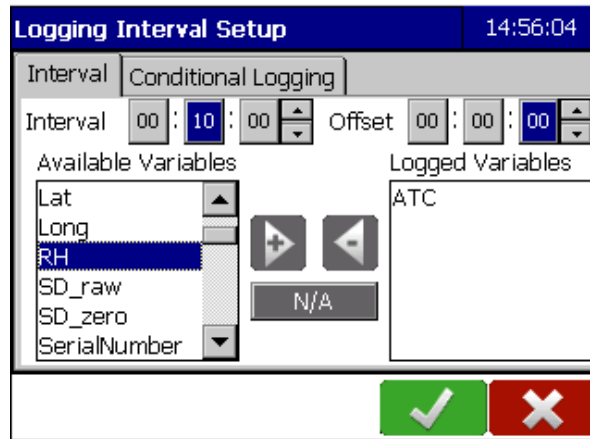 Logging Interval Setup 14:56:04
Interval Conditional Logging
Interval 00 : 10 : 00 Offset 00 : 00 : 00
Available Variables Logged Variables
Lat
Long
RH
SD_raw
SD_zero
SerialNumber
+ -
N/A
ATC